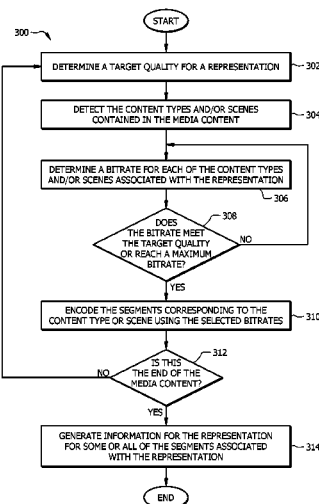 300
START
DETERMINE A TARGET QUALITY FOR A REPRESENTATION
302
DETECT THE CONTENT TYPES AND/OR SCENES
CONTAINED IN THE MEDIA CONTENT
304
DETERMINE A BITRATE FOR EACH OF THE CONTENT TYPES
AND/OR SCENES ASSOCIATED WITH THE REPRESENTATION
306
DOES
THE BITRATE MEET
THE TARGET QUALITY
OR REACH A MAXIMUM
BITRATE?
308
NO
YES
ENCODE THE SEGMENTS CORRESPONDING TO THE
CONTENT TYPE OR SCENE USING THE SELECTED BITRATES
310
IS THIS
THE END OF THE
MEDIA CONTENT?
312
NO
YES
GENERATE INFORMATION FOR THE REPRESENTATION
FOR SOME OR ALL OF THE SEGMENTS ASSOCIATED
WITH THE REPRESENTATION
314
END